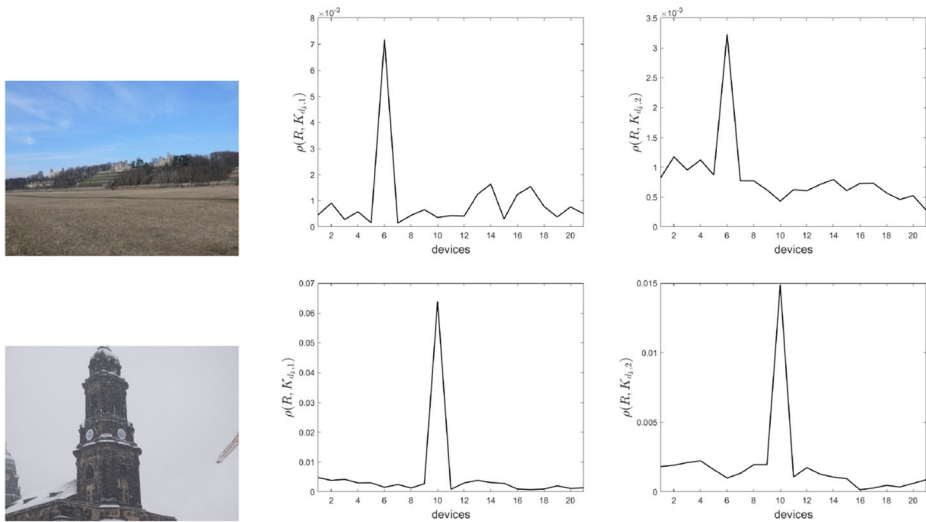 ×10⁻³
8
7
6
5
4
3
2
1
0
ρ(R, K_{d_k,1})
2 4 6 8 10 12 14 16 18 20
devices
×10⁻³
3.5
3
2.5
2
1.5
1
0.5
0
ρ(R, K_{d_k,2})
2 4 6 8 10 12 14 16 18 20
devices
0.07
0.06
0.05
0.04
0.03
0.02
0.01
0
ρ(R, K_{d_k,1})
2 4 6 8 10 12 14 16 18 20
devices
0.015
0.01
0.005
0
ρ(R, K_{d_k,2})
2 4 6 8 10 12 14 16 18 20
devices